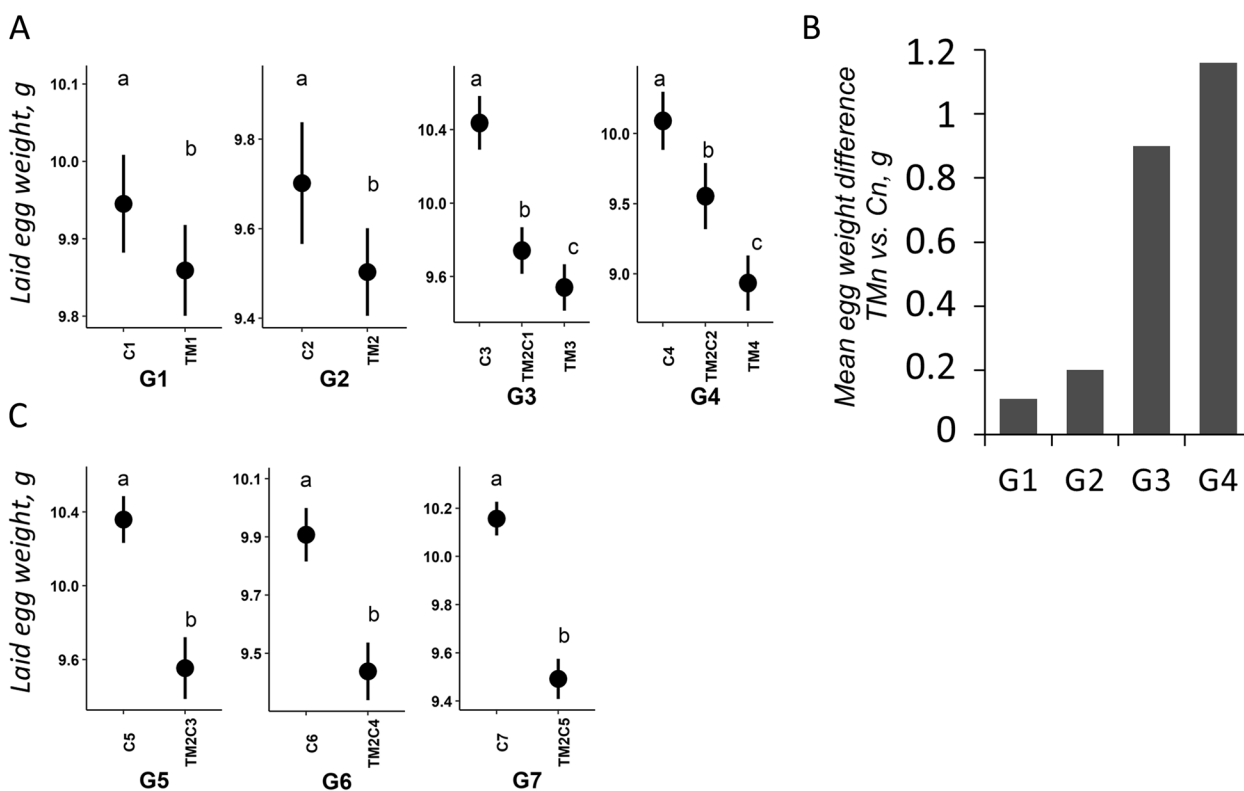 A
Laid egg weight, g
10.1
10.0
9.9
9.8
a
b
C1
TM1
G1
9.8
9.6
9.4
a
b
C2
TM2
G2
10.4
10.0
9.6
a
b
c
C3
TM2C1
TM3
G3
10.0
9.5
9.0
a
b
c
C4
TM2C2
TM4
G4
B
Mean egg weight difference
TMn vs. Cn, g
1.2
1
0.8
0.6
0.4
0.2
0
G1 G2 G3 G4
C
Laid egg weight, g
10.4
10.0
9.6
a
b
C5
TM2C3
G5
10.1
9.9
9.7
9.5
a
b
C6
TM2C4
G6
10.2
10.0
9.8
9.6
9.4
a
b
C7
TM2C5
G7